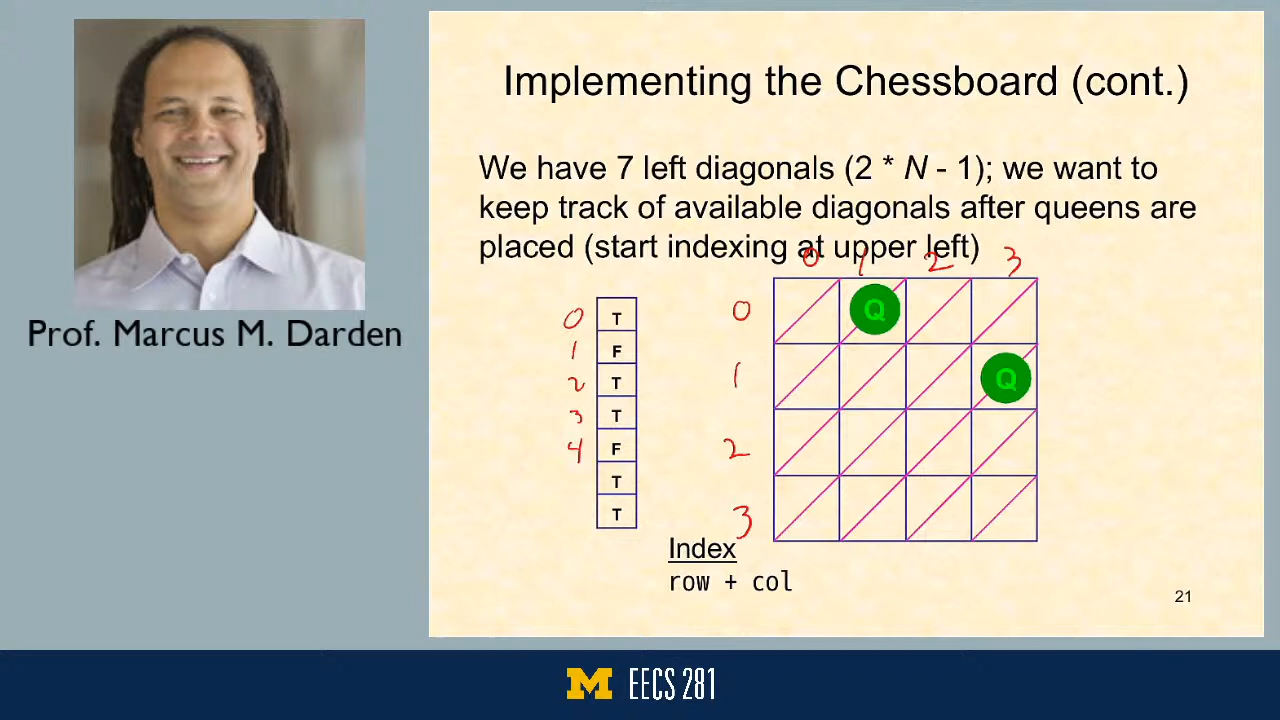 Implementing the Chessboard (cont.)
We have 7 left diagonals (2 * N - 1); we want to
keep track of available diagonals after queens are
placed (start indexing at upper left)
0 1 2 3
0 T
1 F
2 T
3 T
4 F
T
T
0 Q
1 Q
2
3
Index
row + col
21
Prof. Marcus M. Darden
M EECS 281